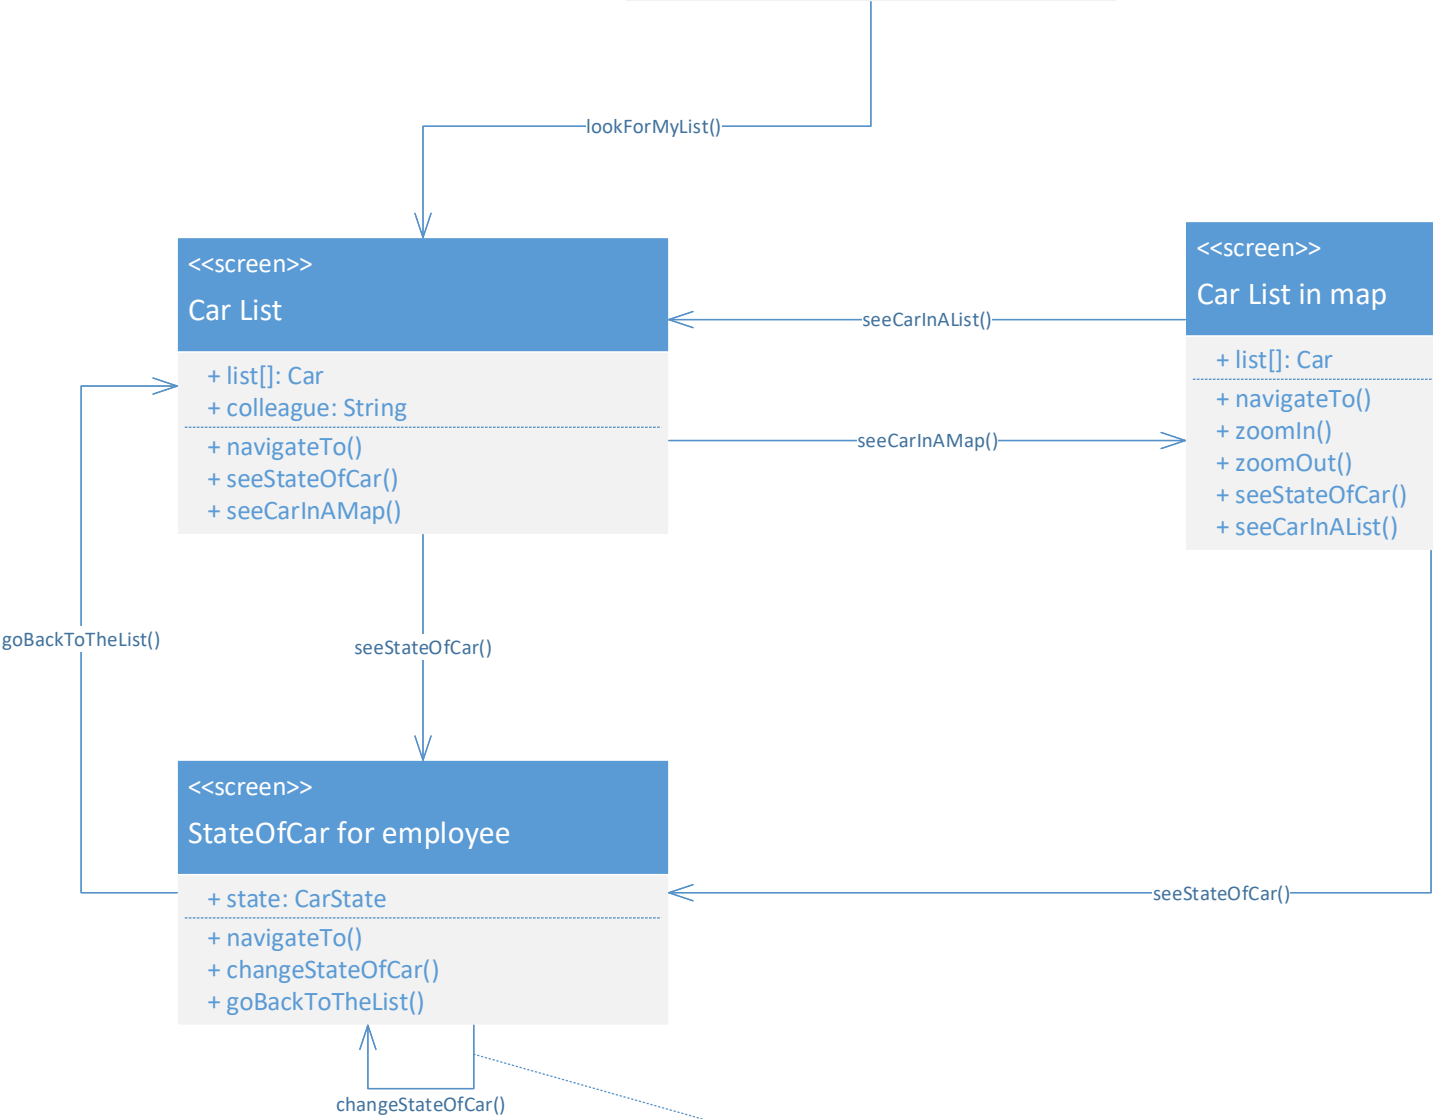 lookForMyList()
<<screen>>
Car List
+ list[]: Car
+ colleague: String
+ navigateTo()
+ seeStateOfCar()
+ seeCarInAMap()
seeCarInAList()
seeCarInAMap()
<<screen>>
Car List in map
+ list[]: Car
+ navigateTo()
+ zoomIn()
+ zoomOut()
+ seeStateOfCar()
+ seeCarInAList()
goBackToTheList()
seeStateOfCar()
<<screen>>
StateOfCar for employee
+ state: CarState
+ navigateTo()
+ changeStateOfCar()
+ goBackToTheList()
seeStateOfCar()
changeStateOfCar()